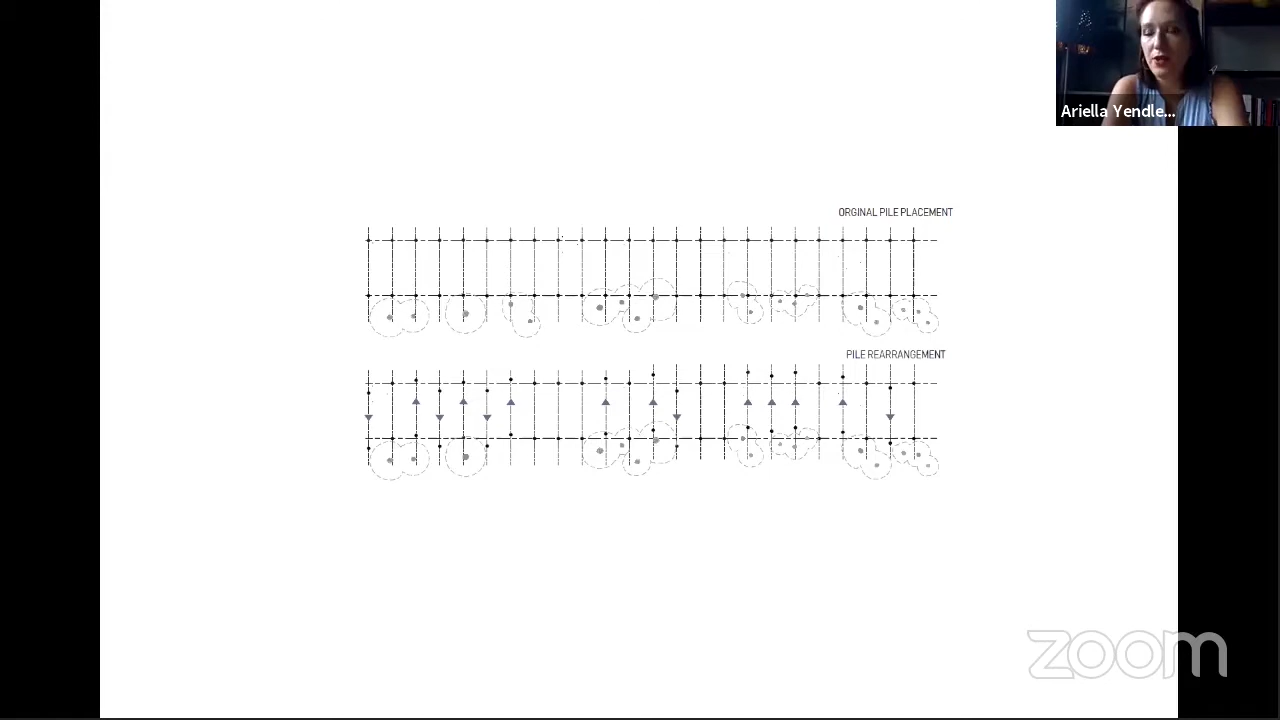 Ariella Yendle...
ORGINAL PILE PLACEMENT
PILE REARRANGEMENT
zoom